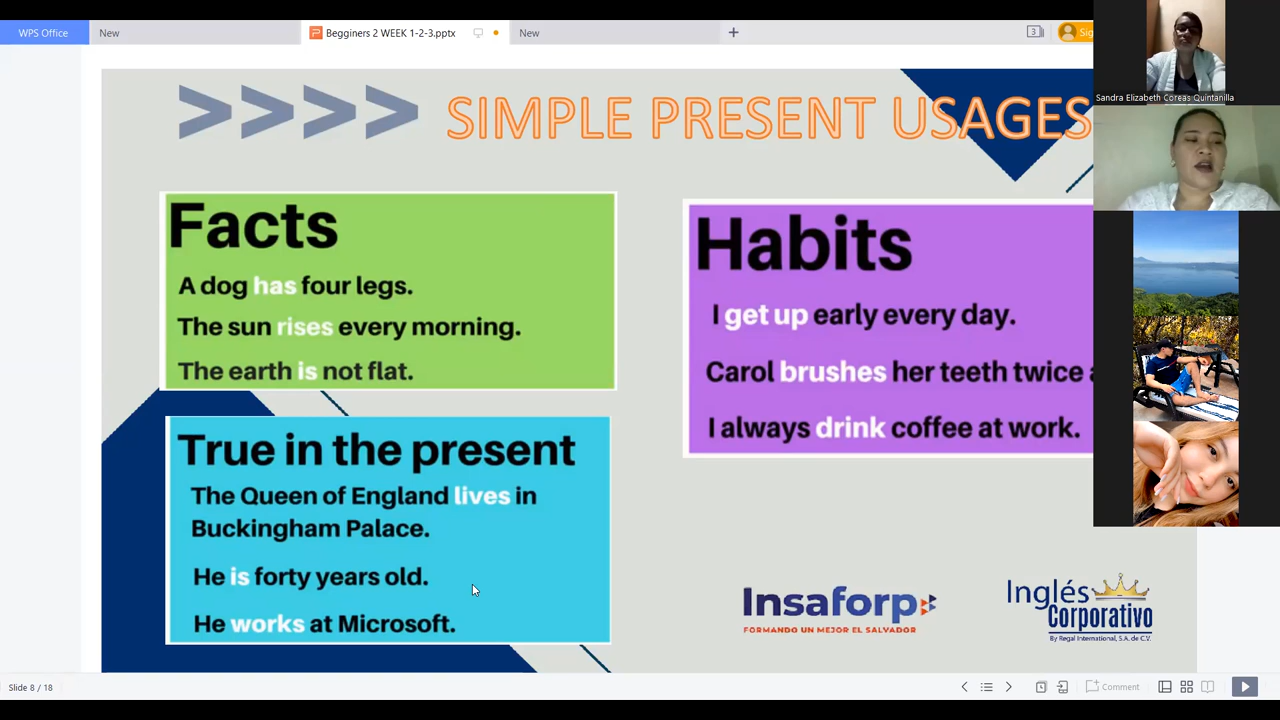 WPS Office
New
Begginers 2 WEEK 1-2-3.pptx
New
3
Sandra Elizabeth Coreas Quintanilla
>>>> SIMPLE PRESENT USAGES
Facts
A dog has four legs.
The sun rises every morning.
The earth is not flat.
Habits
I get up early every day.
Carol brushes her teeth twice
I always drink coffee at work.
True in the present
The Queen of England lives in
Buckingham Palace.
He is forty years old.
He works at Microsoft.
Insaforp
FORMANDO UN MEJOR EL SALVADOR
Inglés
Corporativo
By Regal International, S.A. de C.V.
Slide 8 / 18
Comment